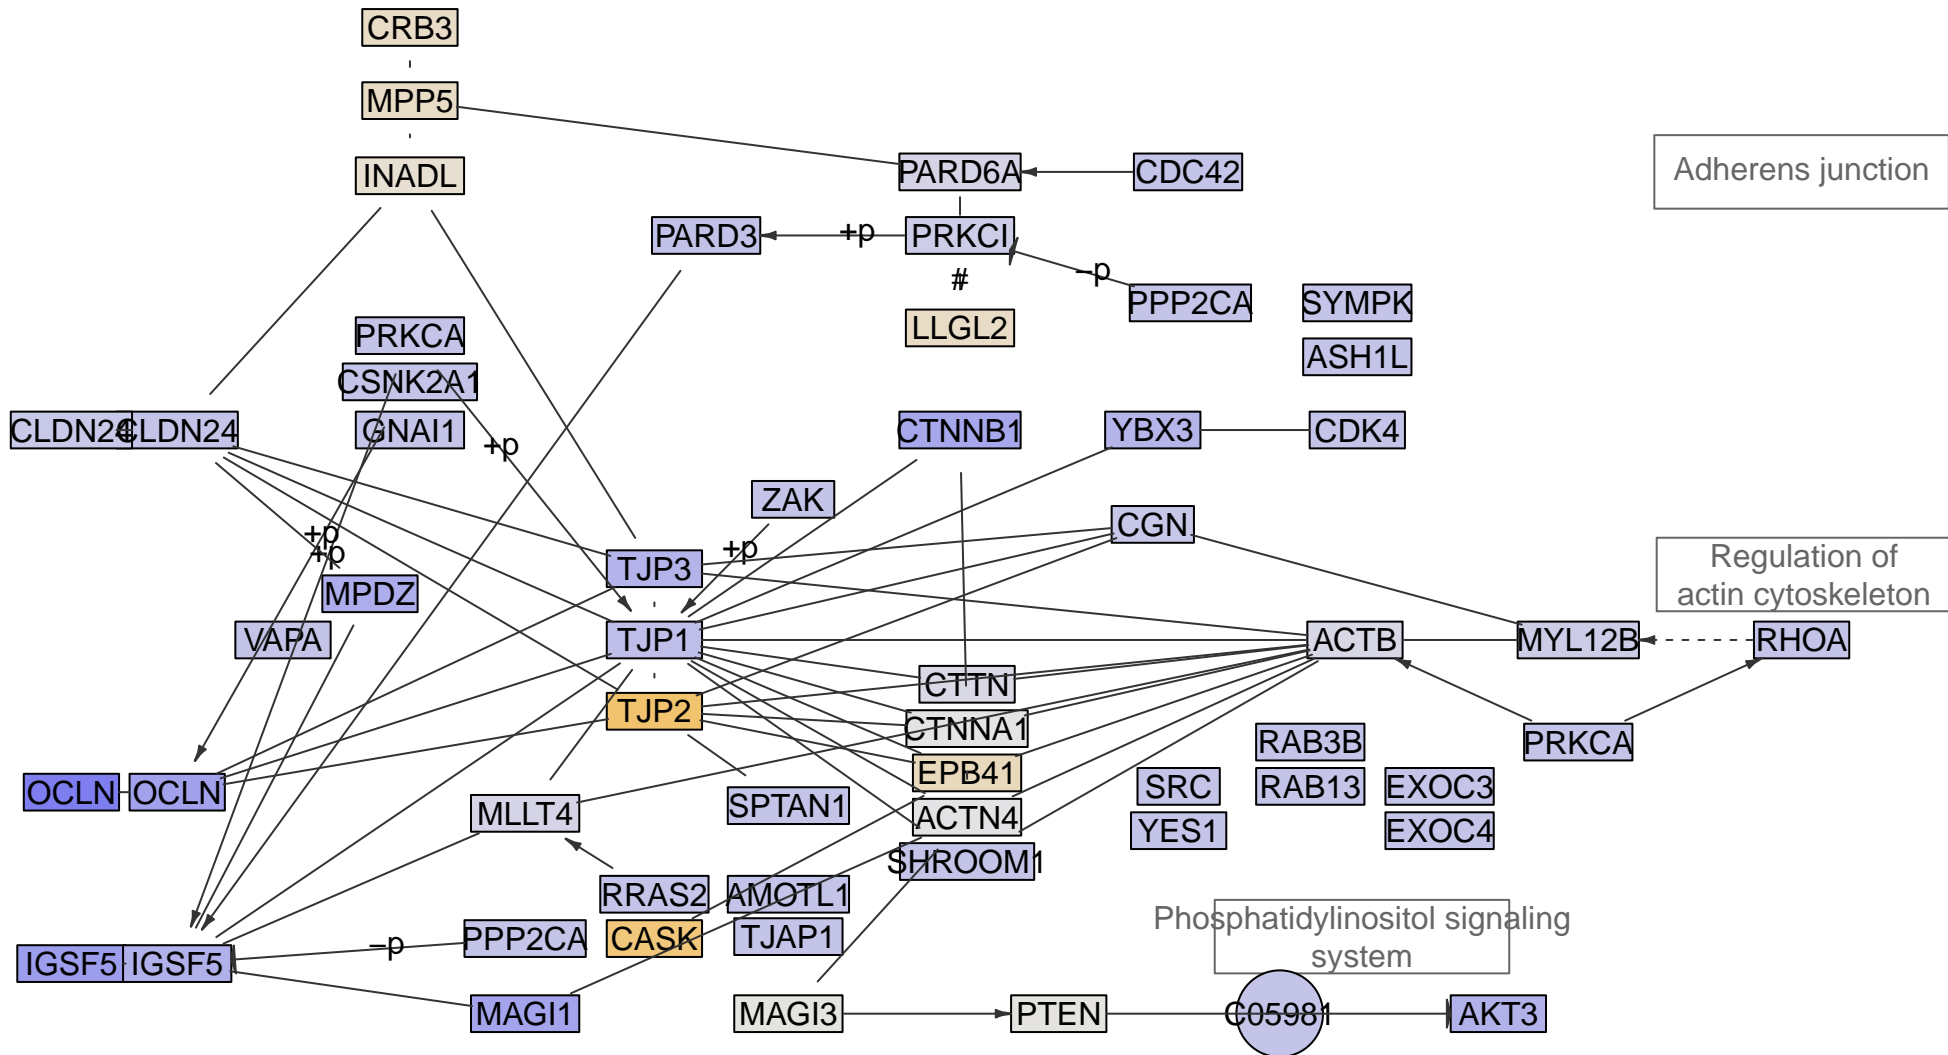 CRB3
MPP5
INADL
PARD6A
CDC42
Adherens junction
PARD3
+p
PRKCI
−p
#
PPP2CA
SYMPK
LLGL2
PRKCA
ASH1L
CSNK2A1
CLDN24
CLDN24
GNAI1
+p
CTNNB1
YBX3
CDK4
ZAK
CGN
+p
+p
+p
TJP3
Regulation of
actin cytoskeleton
MPDZ
VAPA
TJP1
ACTB
MYL12B
RHOA
CTTN
TJP2
CTNNA1
RAB3B
PRKCA
EPB41
OCLN
OCLN
SRC
RAB13
EXOC3
MLLT4
SPTAN1
ACTN4
YES1
EXOC4
SHROOM1
RRAS2
AMOTL1
Phosphatidylinositol signaling
system
PPP2CA
−p
CASK
TJAP1
IGSF5
IGSF5
MAGI1
MAGI3
PTEN
C05981
AKT3